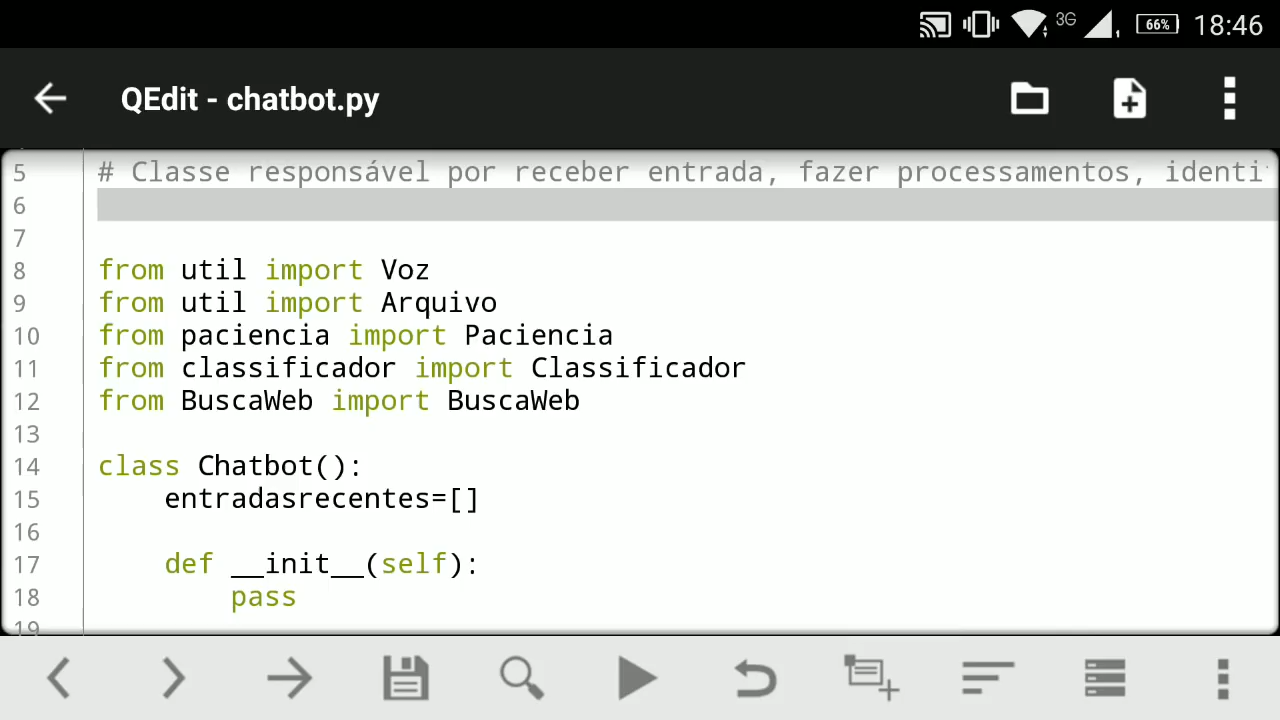 3G 66% 18:46
QEdit - chatbot.py
5 # Classe responsável por receber entrada, fazer processamentos, identi
6
7
8 from util import Voz
9 from util import Arquivo
10 from paciencia import Paciencia
11 from classificador import Classificador
12 from BuscaWeb import BuscaWeb
13
14 class Chatbot():
15 entradasrecentes=[]
16
17 def __init__(self):
18 pass
19